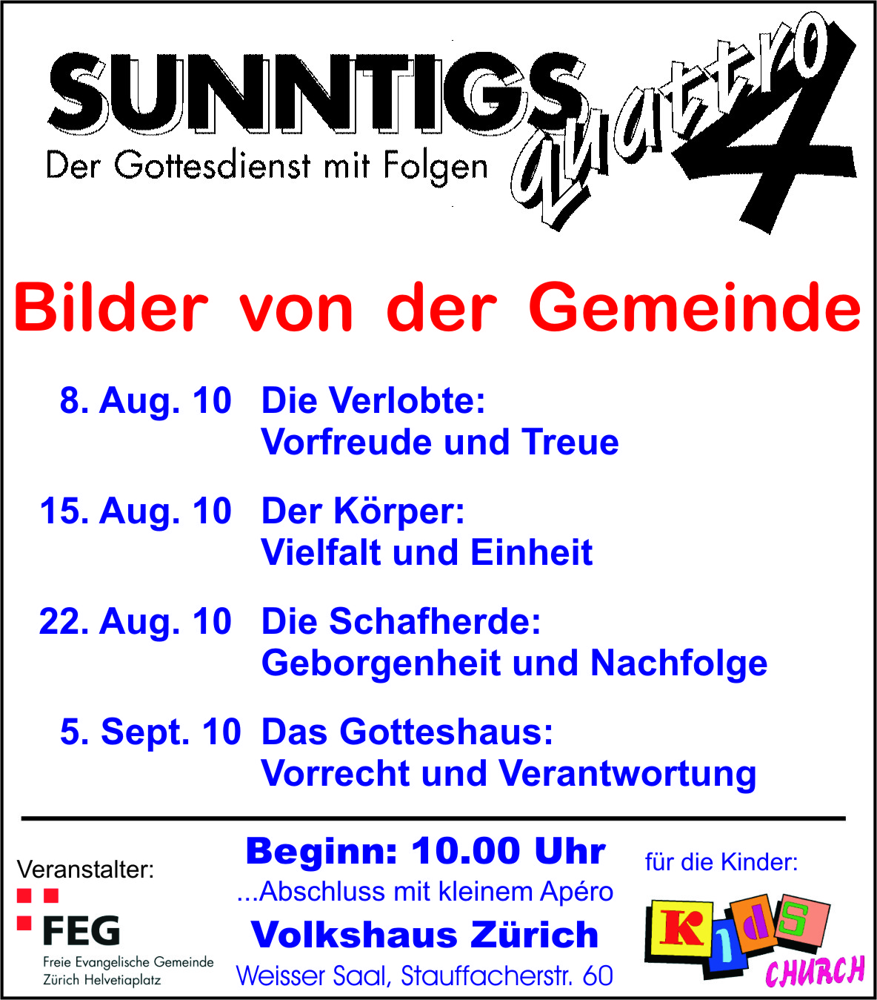 SUNNTIGS quattro 4
Der Gottesdienst mit Folgen
Bilder von der Gemeinde
8. Aug. 10 Die Verlobte:
Vorfreude und Treue
15. Aug. 10 Der Körper:
Vielfalt und Einheit
22. Aug. 10 Die Schafherde:
Geborgenheit und Nachfolge
5. Sept. 10 Das Gotteshaus:
Vorrecht und Verantwortung
Veranstalter:
FEG
Freie Evangelische Gemeinde
Zürich Helvetiaplatz
Beginn: 10.00 Uhr
...Abschluss mit kleinem Apéro
Volkshaus Zürich
Weisser Saal, Stauffacherstr. 60
für die Kinder:
KidS
CHURCH